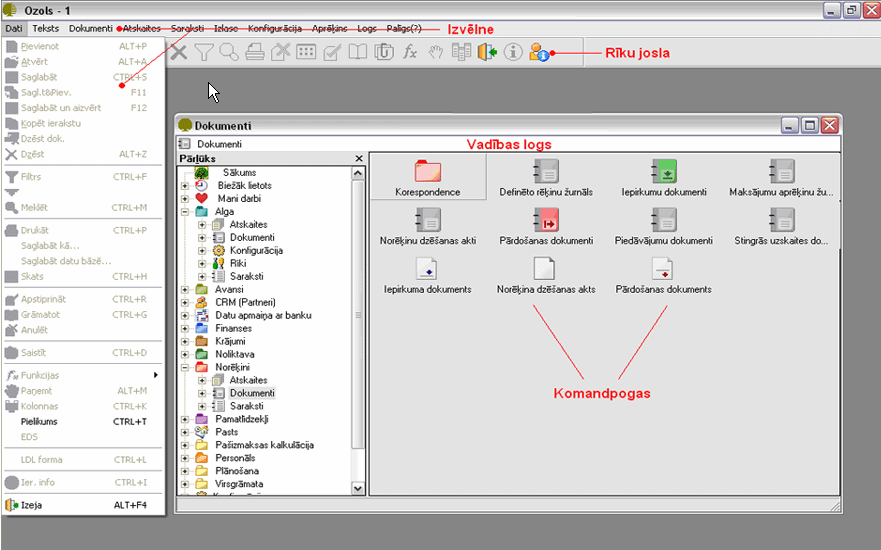 Ozols - 1
Dati Teksts Dokumenti Atskaites Saraksti Izlase Konfigurācija Aprēķins Logs Palīgs(?) Izvēlne
Pievienot ALT+P
Atvērt ALT+A
Saglabāt CTRL+S
Sagl.t&Piev. F11
Saglabāt un aizvērt F12
Kopēt ierakstu
Dzēst dok.
Dzēst ALT+Z
Filtrs CTRL+F
Meklēt CTRL+M
Drukāt CTRL+P
Saglabāt kā...
Saglabāt datu bāzē...
Skats CTRL+H
Apstiprināt CTRL+R
Grāmatot CTRL+G
Anulēt
Saistīt CTRL+D
Funkcijas
Paņemt ALT+M
Kolonnas CTRL+K
Pielikums CTRL+T
EDS
LDL forma CTRL+L
Ier. info CTRL+I
Izeja ALT+F4
Rīku josla
Dokumenti
Dokumenti
Vadības logs
Pārlūks
Sākums
Biežāk lietots
Mani darbi
Alga
Atskaites
Dokumenti
Konfigurācija
Rīki
Saraksti
Avansi
CRM (Partneri)
Datu apmaiņa ar banku
Finanses
Krājumi
Noliktava
Norēķini
Atskaites
Dokumenti
Saraksti
Pamatlīdzekļi
Pasts
Pašizmaksas kalkulācija
Personāls
Plānošana
Virsgrāmata
Korespondence Definēto rēķinu žurnāls Iepirkumu dokumenti Maksājumu aprēķinu žu...
Norēķinu dzēšanas akti Pārdošanas dokumenti Piedāvājumu dokumenti Stingrās uzskaites do...
Iepirkuma dokuments Norēķina dzēšanas akts Pārdošanas dokuments
Komandpogas